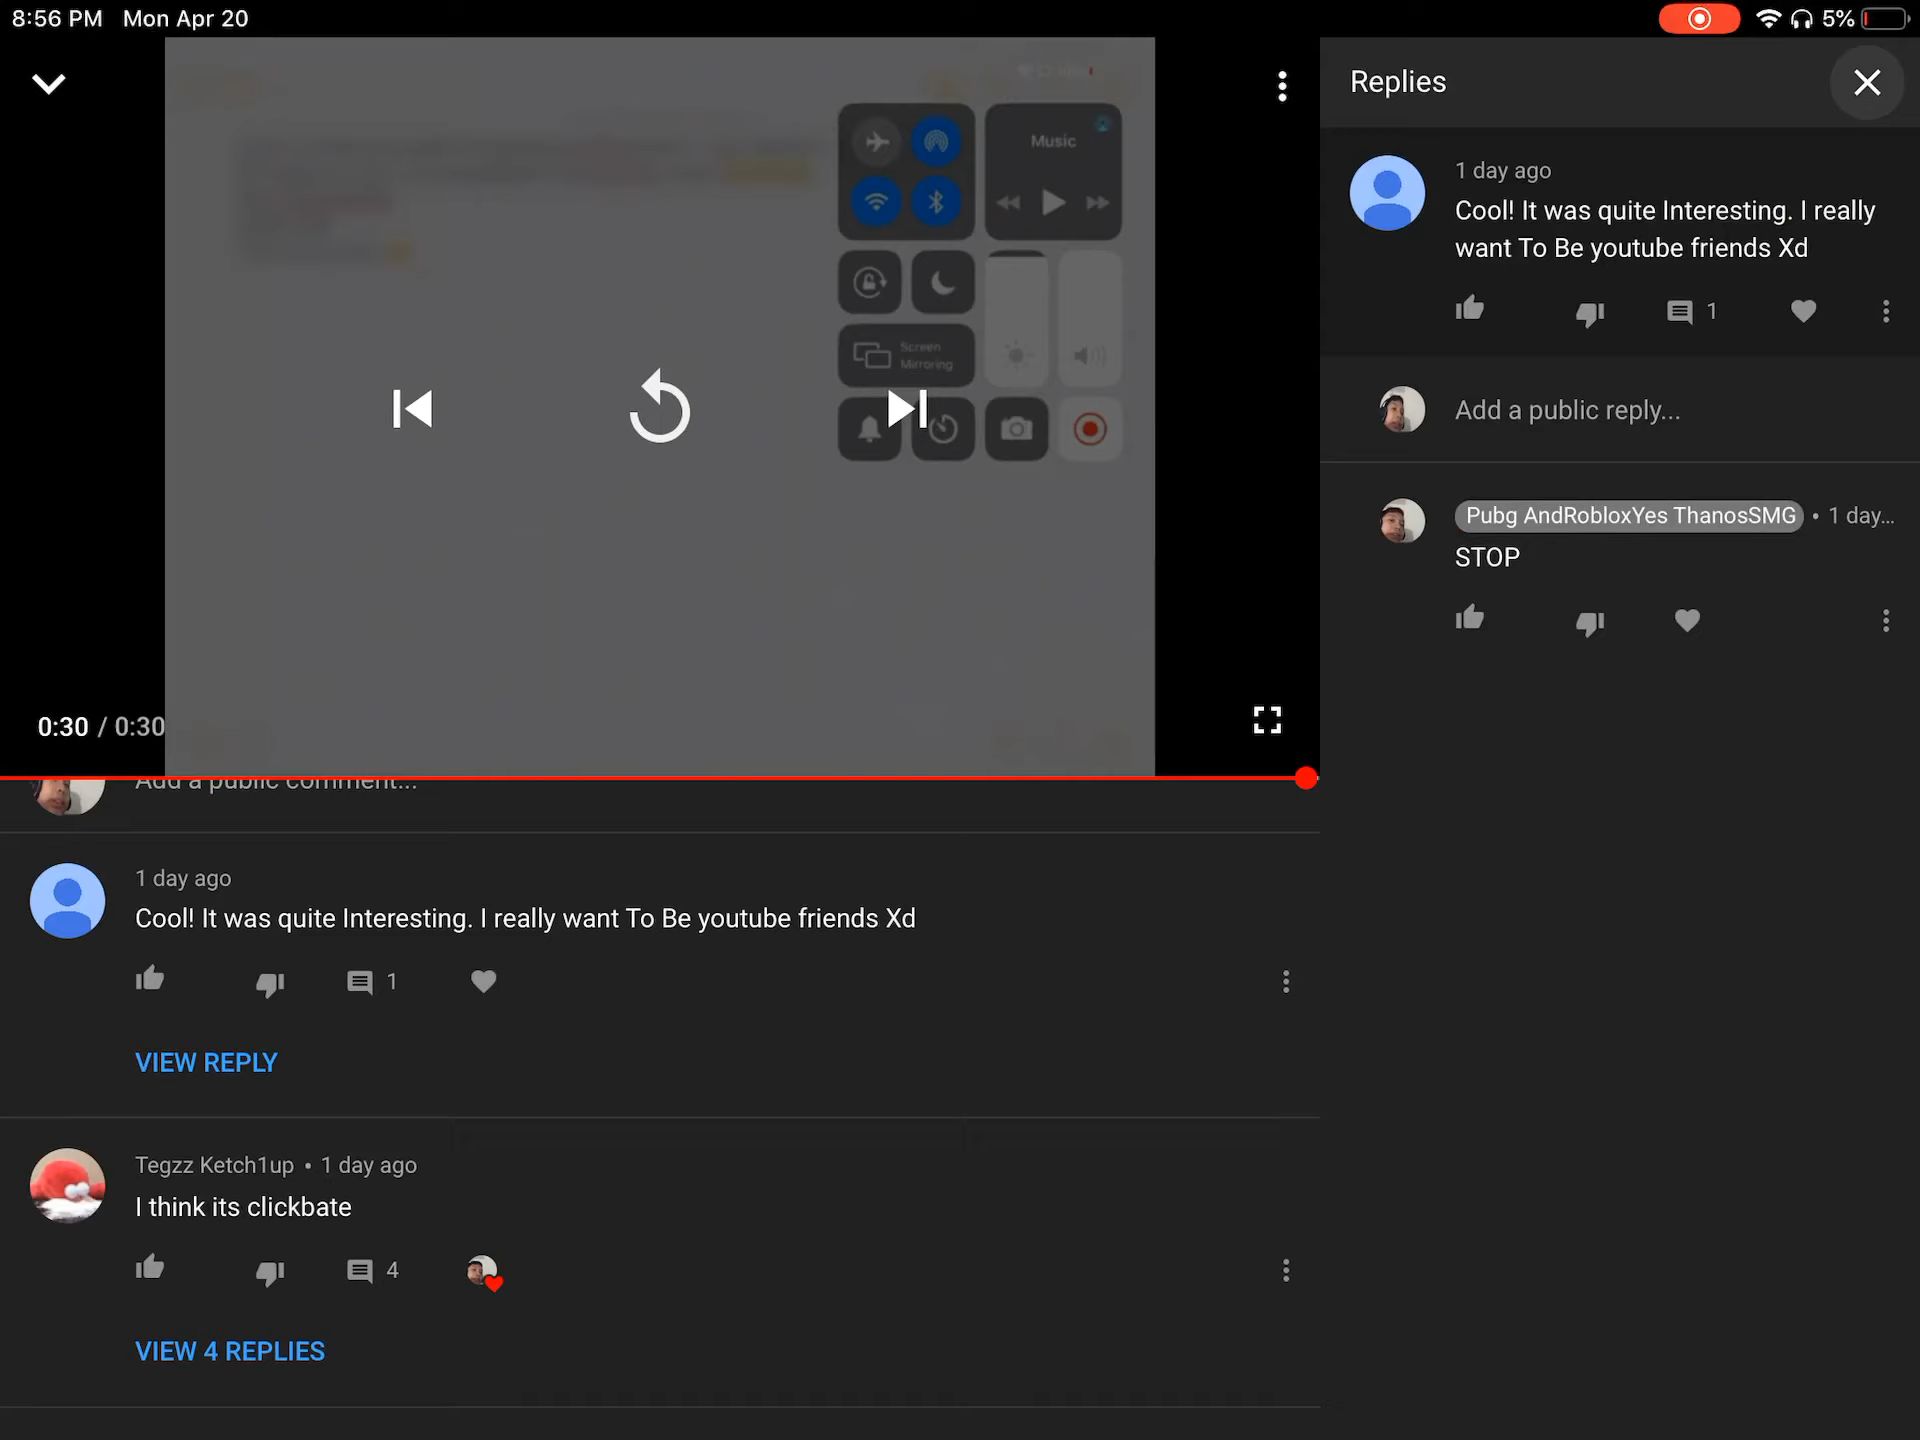 8:56 PM Mon Apr 20
5%
Music
Screen
Mirroring
0:30 / 0:30
Add a public comment...
1 day ago
Cool! It was quite Interesting. I really want To Be youtube friends Xd
1
VIEW REPLY
Tegzz Ketch1up • 1 day ago
I think its clickbate
4
VIEW 4 REPLIES
Replies
1 day ago
Cool! It was quite Interesting. I really
want To Be youtube friends Xd
1
Add a public reply...
Pubg AndRobloxYes ThanosSMG • 1 day...
STOP